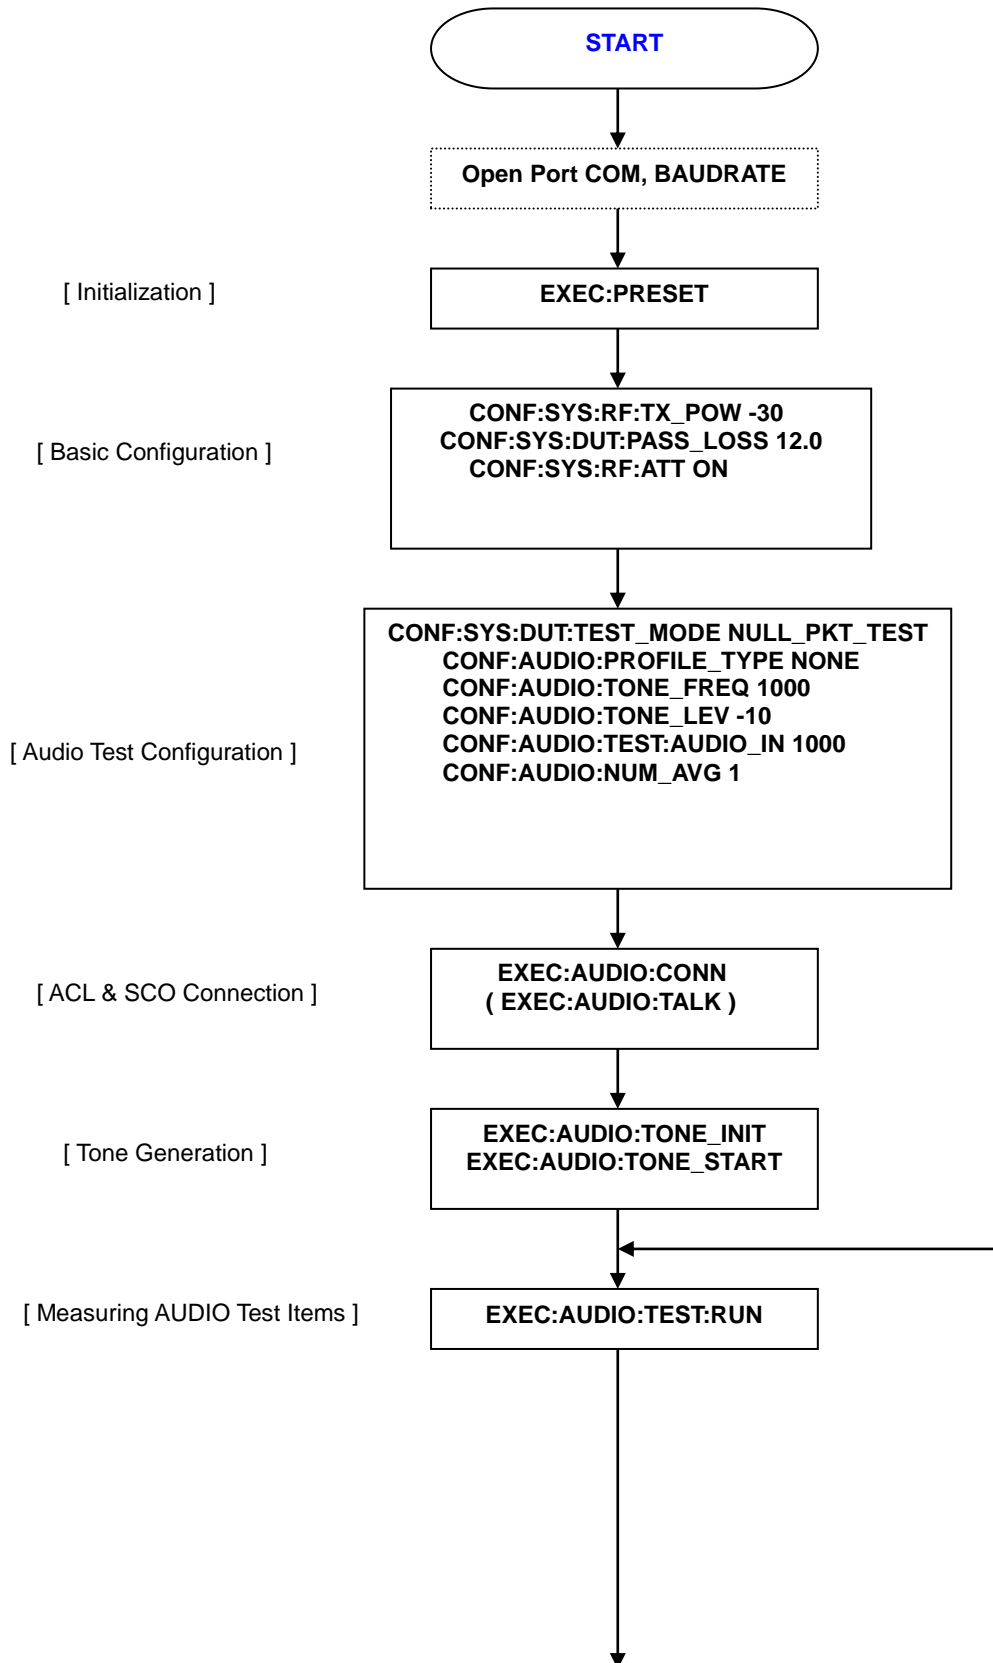 START
Open Port COM, BAUDRATE
[ Initialization ]
EXEC:PRESET
[ Basic Configuration ]
CONF:SYS:RF:TX_POW -30
CONF:SYS:DUT:PASS_LOSS 12.0
CONF:SYS:RF:ATT ON
[ Audio Test Configuration ]
CONF:SYS:DUT:TEST_MODE NULL_PKT_TEST
CONF:AUDIO:PROFILE_TYPE NONE
CONF:AUDIO:TONE_FREQ 1000
CONF:AUDIO:TONE_LEV -10
CONF:AUDIO:TEST:AUDIO_IN 1000
CONF:AUDIO:NUM_AVG 1
[ ACL & SCO Connection ]
EXEC:AUDIO:CONN
( EXEC:AUDIO:TALK )
[ Tone Generation ]
EXEC:AUDIO:TONE_INIT
EXEC:AUDIO:TONE_START
[ Measuring AUDIO Test Items ]
EXEC:AUDIO:TEST:RUN